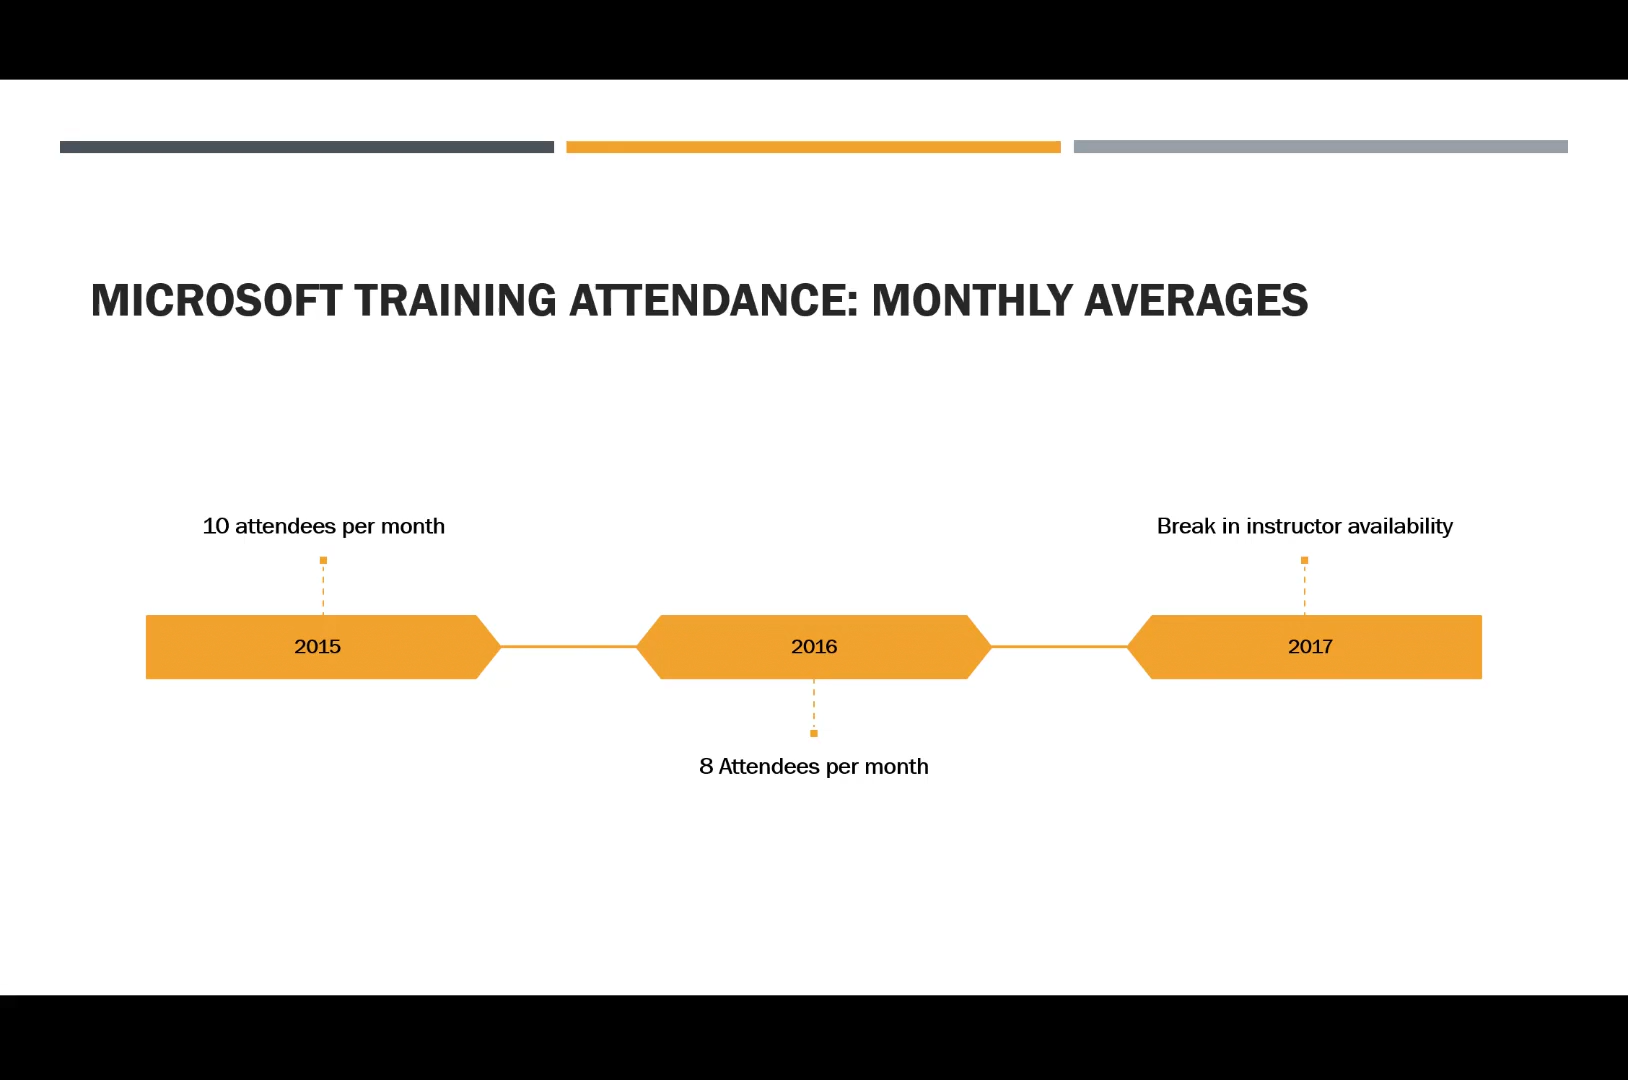 MICROSOFT TRAINING ATTENDANCE: MONTHLY AVERAGES
10 attendees per month
Break in instructor availability
2015
2016
2017
8 Attendees per month